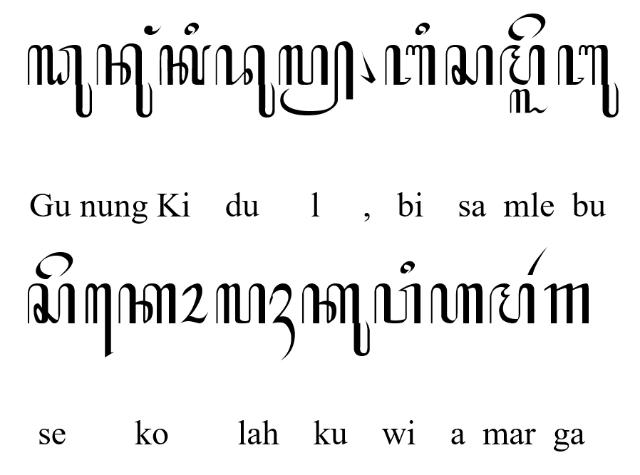 ꦒꦸꦤꦸꦁꦏꦶꦢꦸꦭ꧀꧈ꦧꦶꦱꦩ꧀ꦭꦼꦧꦸ
Gu nung Ki du l , bi sa mle bu
ꦱꦼꦏꦺꦴꦭꦃꦏꦸꦮꦶꦲꦩꦂꦒ
se ko lah ku wi a mar ga